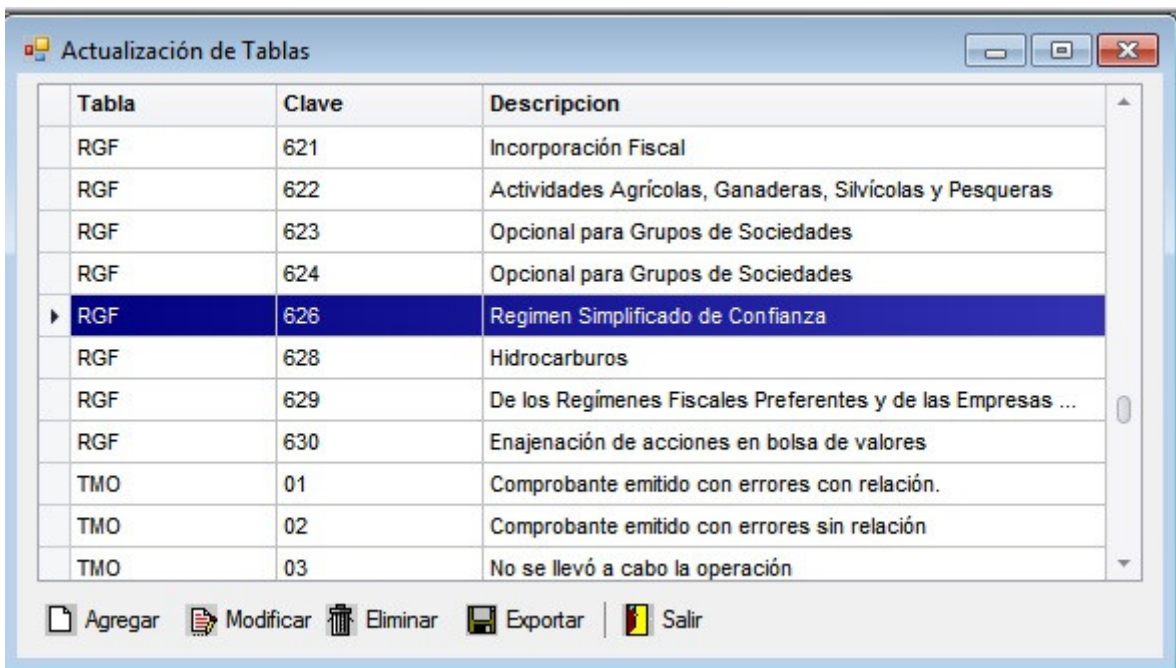 Actualización de Tablas
Tabla Clave Descripcion
RGF 621 Incorporación Fiscal
RGF 622 Actividades Agrícolas, Ganaderas, Silvícolas y Pesqueras
RGF 623 Opcional para Grupos de Sociedades
RGF 624 Opcional para Grupos de Sociedades
RGF 626 Regimen Simplificado de Confianza
RGF 628 Hidrocarburos
RGF 629 De los Regímenes Fiscales Preferentes y de las Empresas ...
RGF 630 Enajenación de acciones en bolsa de valores
TMO 01 Comprobante emitido con errores con relación.
TMO 02 Comprobante emitido con errores sin relación
TMO 03 No se llevó a cabo la operación
Agregar Modificar Eliminar Exportar Salir